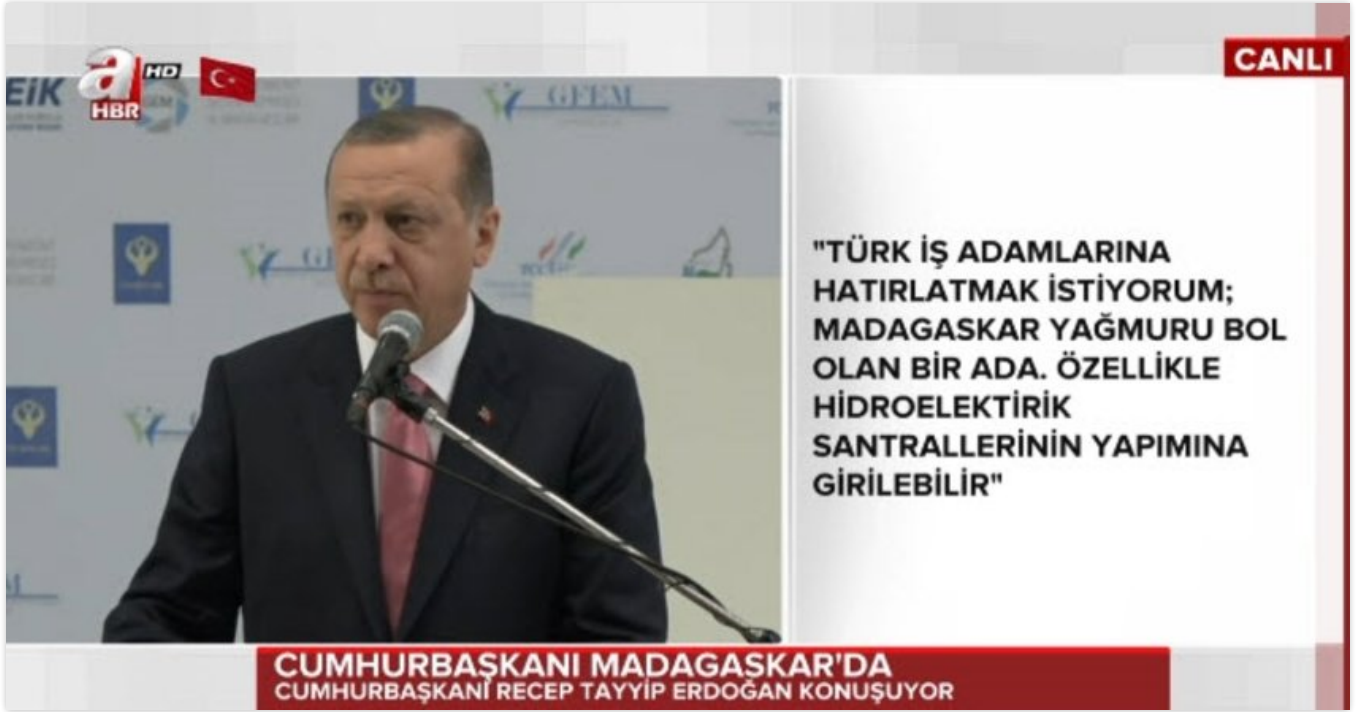 CANLI
a
HD
HBR
EiK
GFEM
"TÜRK İŞ ADAMLARINA
HATIRLATMAK İSTİYORUM;
MADAGASKAR YAĞMURU BOL
OLAN BİR ADA. ÖZELLİKLE
HİDROELEKTİRİK
SANTRALLERİNİN YAPIMINA
GİRİLEBİLİR"
CUMHURBAŞKANI MADAGASKAR'DA
CUMHURBAŞKANI RECEP TAYYİP ERDOĞAN KONUŞUYOR